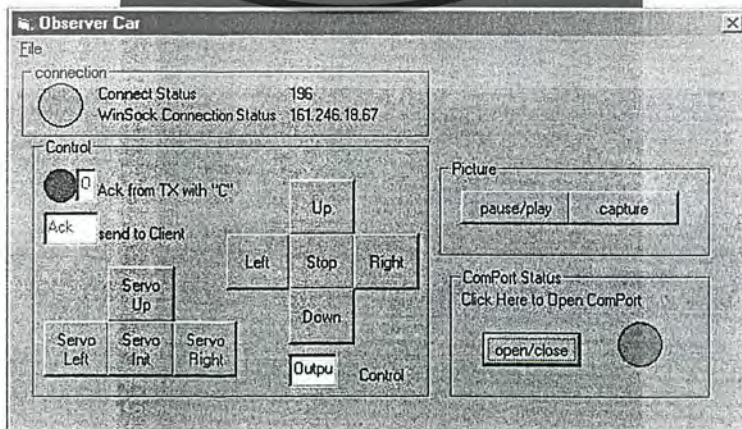 Observer Car
File
connection
Connect Status 196
WinSock Connection Status 161.246.18.67
Control
0 Ack from TX with "C"
Ack send to Client
Up
Left Stop Right
Down
Servo Up
Servo Left Servo Init Servo Right
Outpu Control
Picture
pause/play capture
ComPort Status
Click Here to Open ComPort
open/close